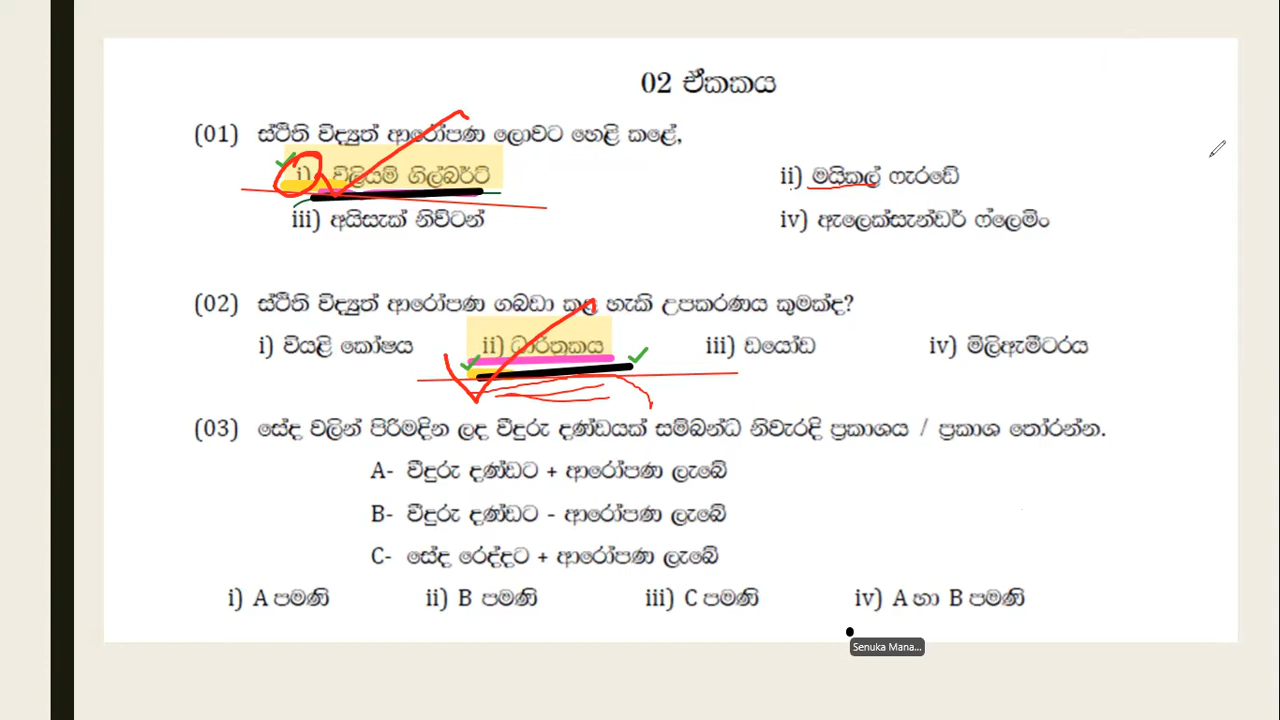 02 ඒකකය
(01) ස්ථිති විද්‍යුත් ආරෝපණ ලොවට හෙළි කළේ,
i) විලියම් ගිල්බර්ට් ii) මයිකල් ෆැරඩේ
iii) අයිසැක් නිව්ටන් iv) ඇලෙක්සැන්ඩර් ෆ්ලෙමිං
(02) ස්ථිති විද්‍යුත් ආරෝපණ ගබඩා කළ හැකි උපකරණය කුමක්ද?
i) වියළි කෝෂය ii) ධාරිත්‍රකය iii) ඩයෝඩ iv) මිලිඇමීටරය
(03) සේද වලින් පිරිමදින ලද වීදුරු දණ්ඩයක් සම්බන්ධ නිවැරදි ප්‍රකාශය / ප්‍රකාශ තෝරන්න.
A- වීදුරු දණ්ඩට + ආරෝපණ ලැබේ
B- වීදුරු දණ්ඩට - ආරෝපණ ලැබේ
C- සේද රෙද්දට + ආරෝපණ ලැබේ
i) A පමණි ii) B පමණි iii) C පමණි iv) A හා B පමණි
Senuka Mana...